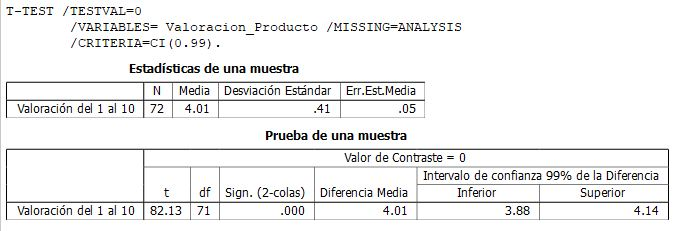 T-TEST /TESTVAL=0
/VARIABLES= Valoracion_Producto /MISSING=ANALYSIS
/CRITERIA=CI(0.99).
Estadísticas de una muestra
N Media Desviación Estándar Err.Est.Media
Valoración del 1 al 10 72 4.01 .41 .05
Prueba de una muestra
Valor de Contraste = 0
Intervalo de confianza 99% de la Diferencia
t df Sign. (2-colas) Diferencia Media Inferior Superior
Valoración del 1 al 10 82.13 71 .000 4.01 3.88 4.14